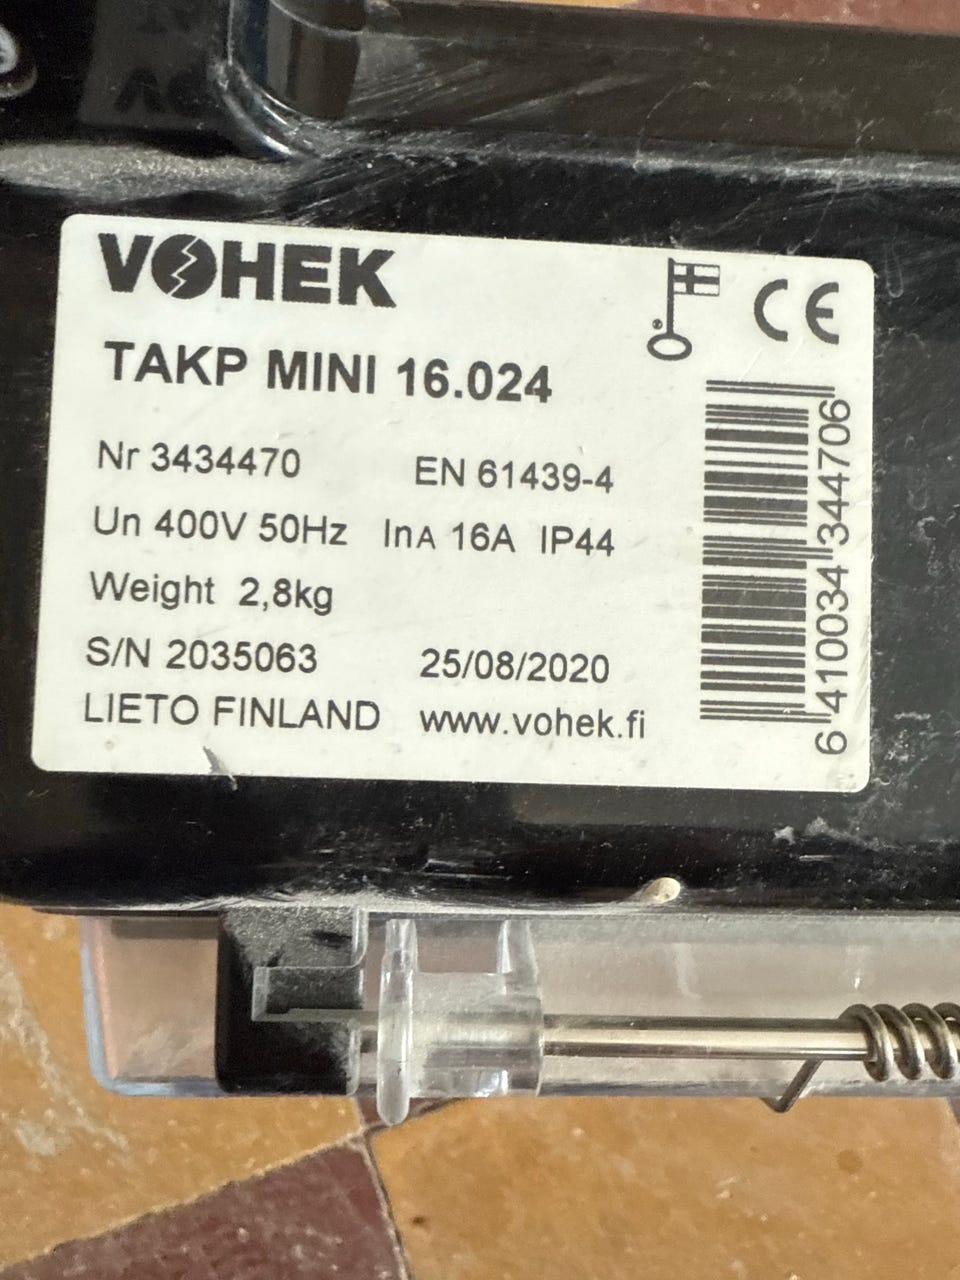 VOHEK
CE
TAKP MINI 16.024
Nr 3434470 EN 61439-4
Un 400V 50Hz InA 16A IP44
Weight 2,8kg
S/N 2035063 25/08/2020
LIETO FINLAND www.vohek.fi
6 410034 344706